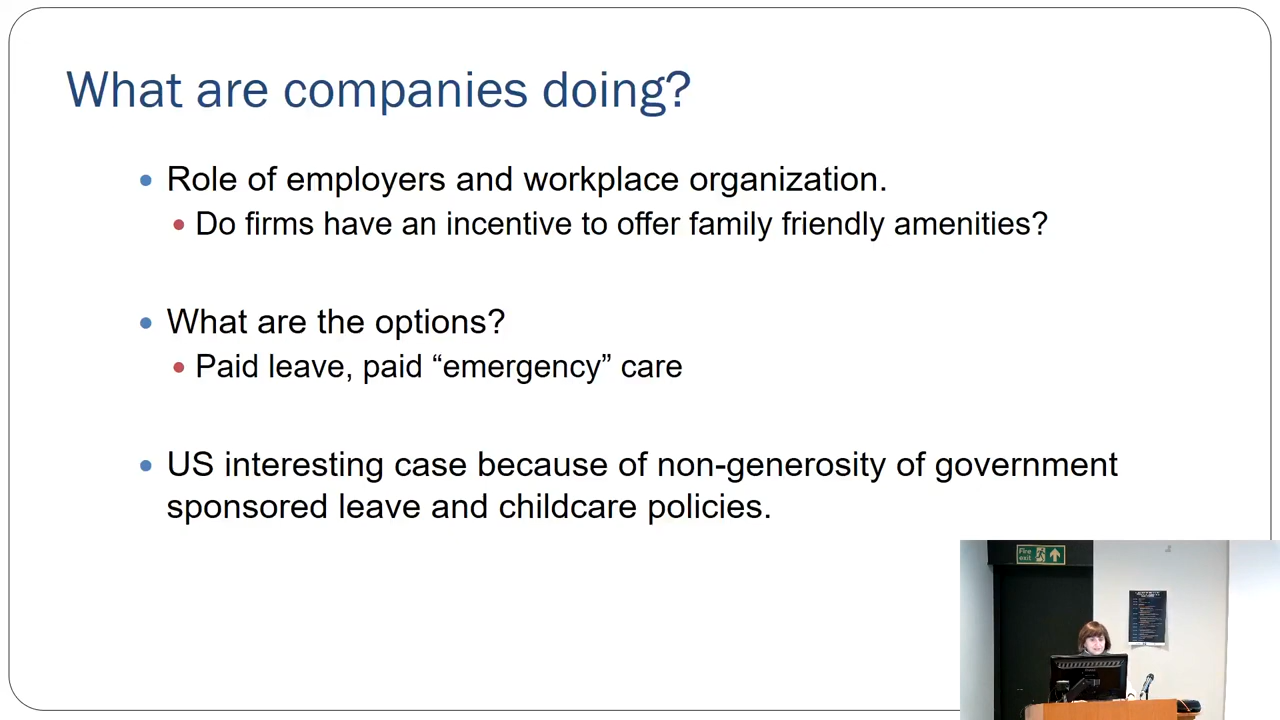 What are companies doing?
Role of employers and workplace organization.
Do firms have an incentive to offer family friendly amenities?
What are the options?
Paid leave, paid “emergency” care
US interesting case because of non-generosity of government
sponsored leave and childcare policies.
Fire
exit